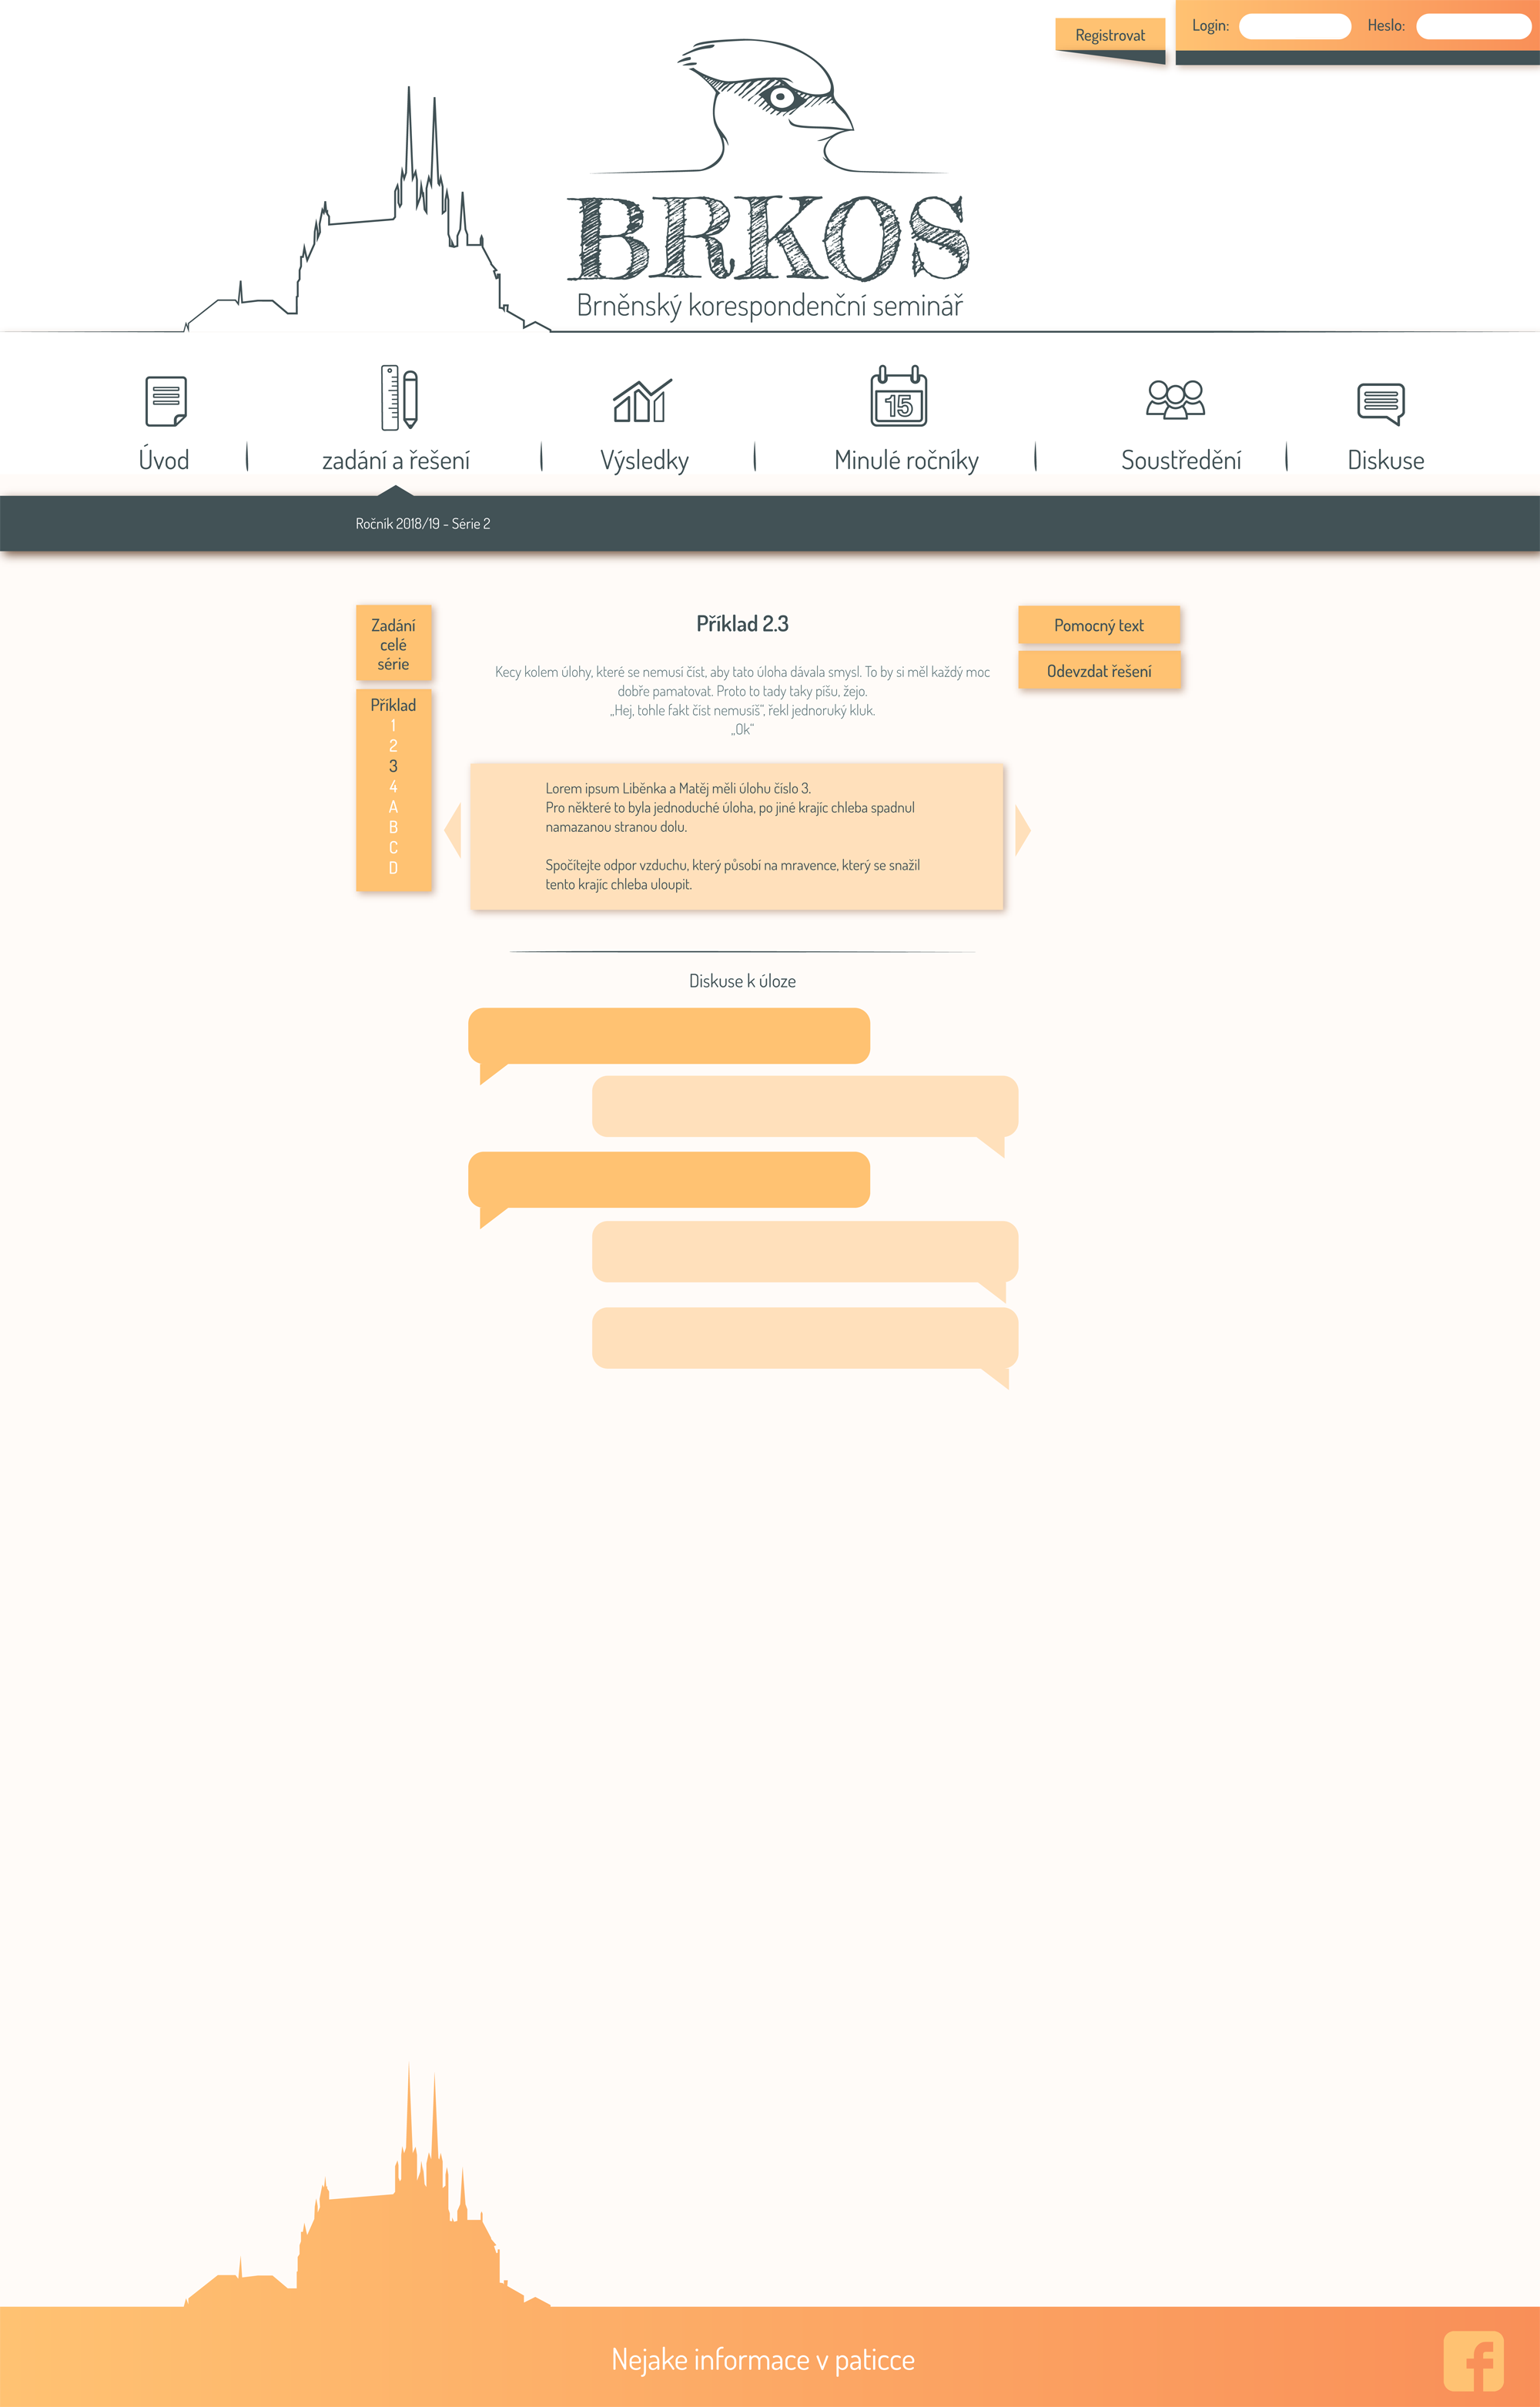 Registrovat
Login:
Heslo:
BRKOS
Brněnský korespondenční seminář
15
Úvod
zadání a řešení
Výsledky
Minulé ročníky
Soustředění
Diskuse
Ročník 2018/19 - Série 2
Zadání
celé
série
Příklad
1
2
3
4
A
B
C
D
Příklad 2.3
Kecy kolem úlohy, které se nemusí číst, aby tato úloha dávala smysl. To by si měl každý moc
dobře pamatovat. Proto to tady taky píšu, žejo.
„Hej, tohle fakt číst nemusíš“, řekl jednoruký kluk.
„Ok“
Lorem ipsum Liběnka a Matěj měli úlohu číslo 3.
Pro některé to byla jednoduché úloha, po jiné krajíc chleba spadnul
namazanou stranou dolu.
Spočítejte odpor vzduchu, který působí na mravence, který se snažil
tento krajíc chleba uloupit.
Pomocný text
Odevzdat řešení
Diskuse k úloze
Nejake informace v paticce
f